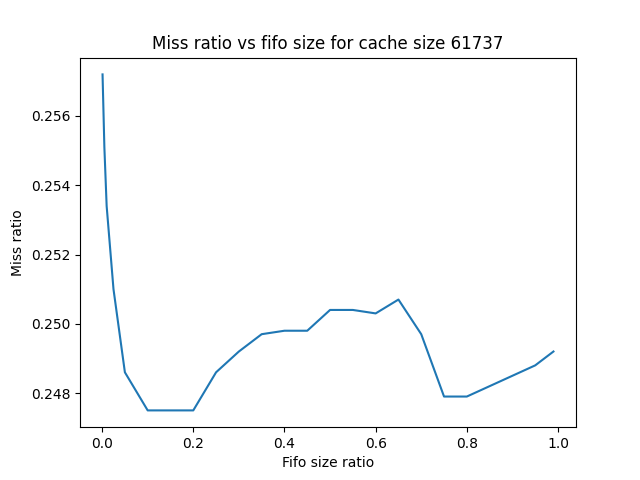 Miss ratio vs fifo size for cache size 61737
Miss ratio
0.256
0.254
0.252
0.250
0.248
0.0 0.2 0.4 0.6 0.8 1.0
Fifo size ratio